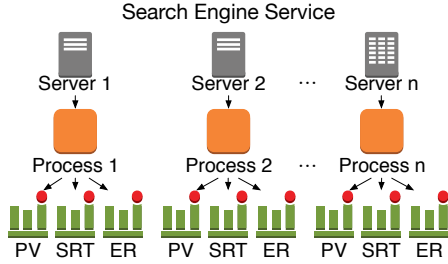 Search Engine Service
Server 1 Server 2 ... Server n
Process 1 Process 2 ... Process n
PV SRT ER PV SRT ER PV SRT ER